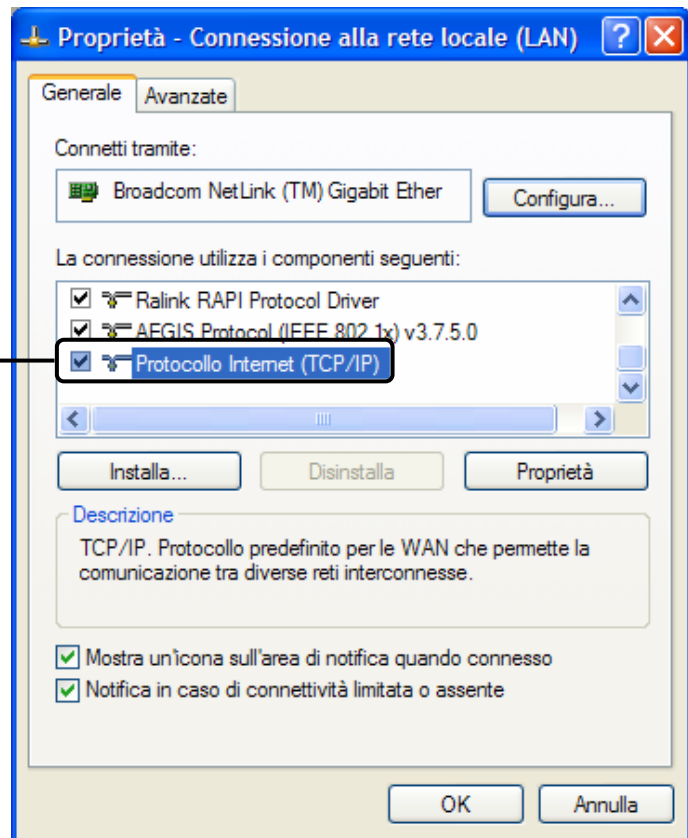 Proprietà - Connessione alla rete locale (LAN)
Generale Avanzate
Connetti tramite:
Broadcom NetLink (TM) Gigabit Ether Configura...
La connessione utilizza i componenti seguenti:
Ralink RAPI Protocol Driver
AEGIS Protocol (IEEE 802.1x) v3.7.5.0
Protocollo Internet (TCP/IP)
Installa... Disinstalla Proprietà
Descrizione
TCP/IP. Protocollo predefinito per le WAN che permette la
comunicazione tra diverse reti interconnesse.
Mostra un'icona sull'area di notifica quando connesso
Notifica in caso di connettività limitata o assente
OK Annulla